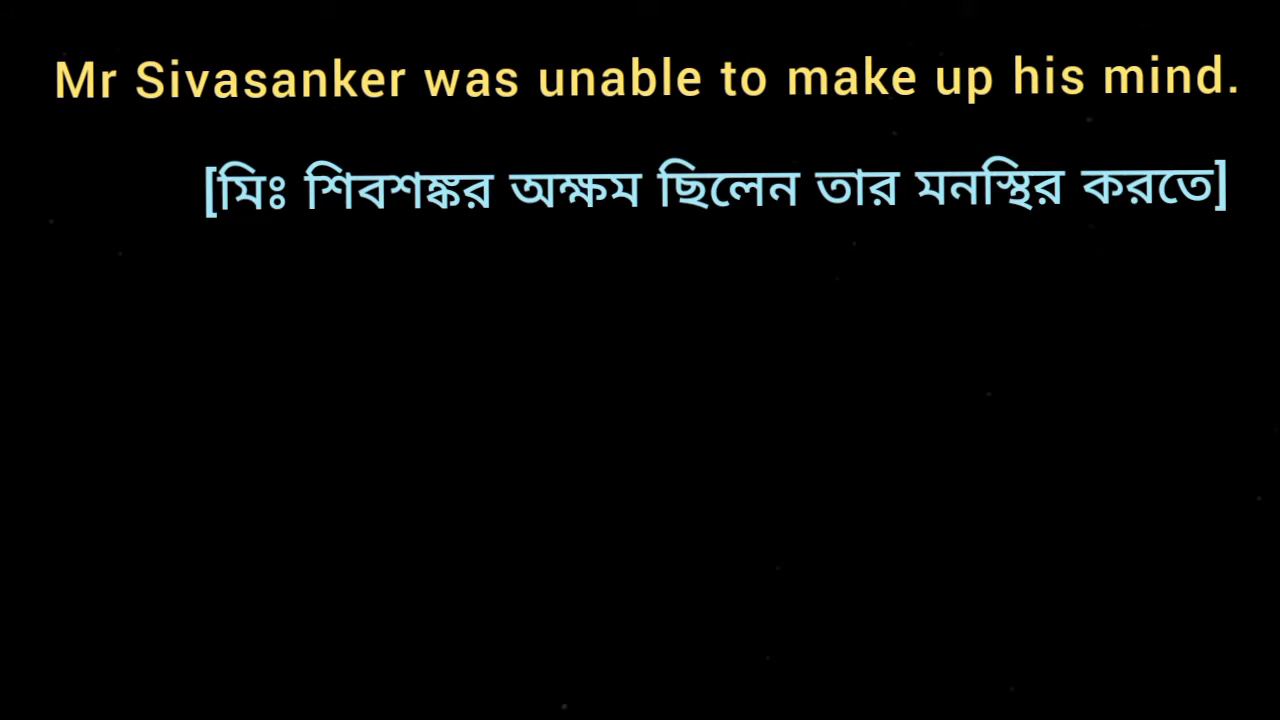 Mr Sivasanker was unable to make up his mind.
[মিঃ শিবশঙ্কর অক্ষম ছিলেন তার মনস্থির করতে]